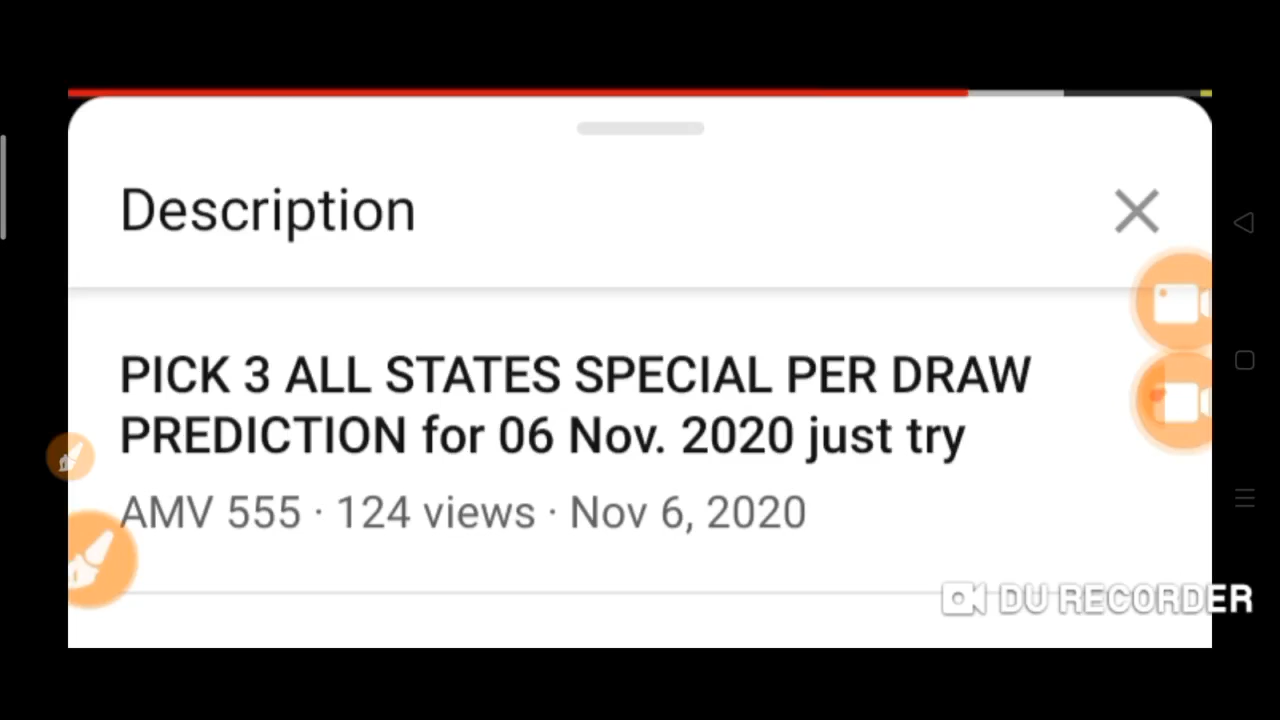 Description
PICK 3 ALL STATES SPECIAL PER DRAW
PREDICTION for 06 Nov. 2020 just try
AMV 555 · 124 views · Nov 6, 2020
DU RECORDER